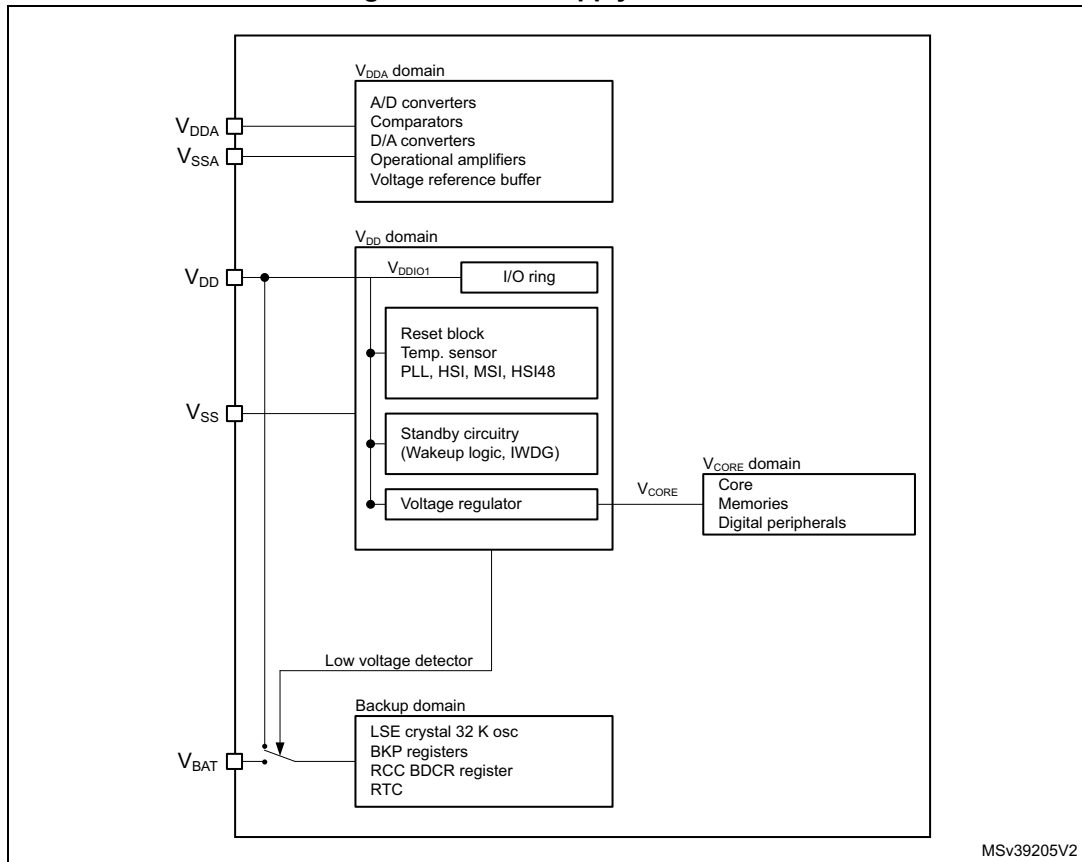 V_DDA domain
A/D converters
Comparators
D/A converters
Operational amplifiers
Voltage reference buffer
V_DDA
V_SSA
V_DD domain
V_DD
V_DDIO1
I/O ring
Reset block
Temp. sensor
PLL, HSI, MSI, HSI48
V_SS
Standby circuitry
(Wakeup logic, IWDG)
Voltage regulator
V_CORE
V_CORE domain
Core
Memories
Digital peripherals
Low voltage detector
Backup domain
LSE crystal 32 K osc
BKP registers
RCC BDCR register
RTC
V_BAT
MSv39205V2